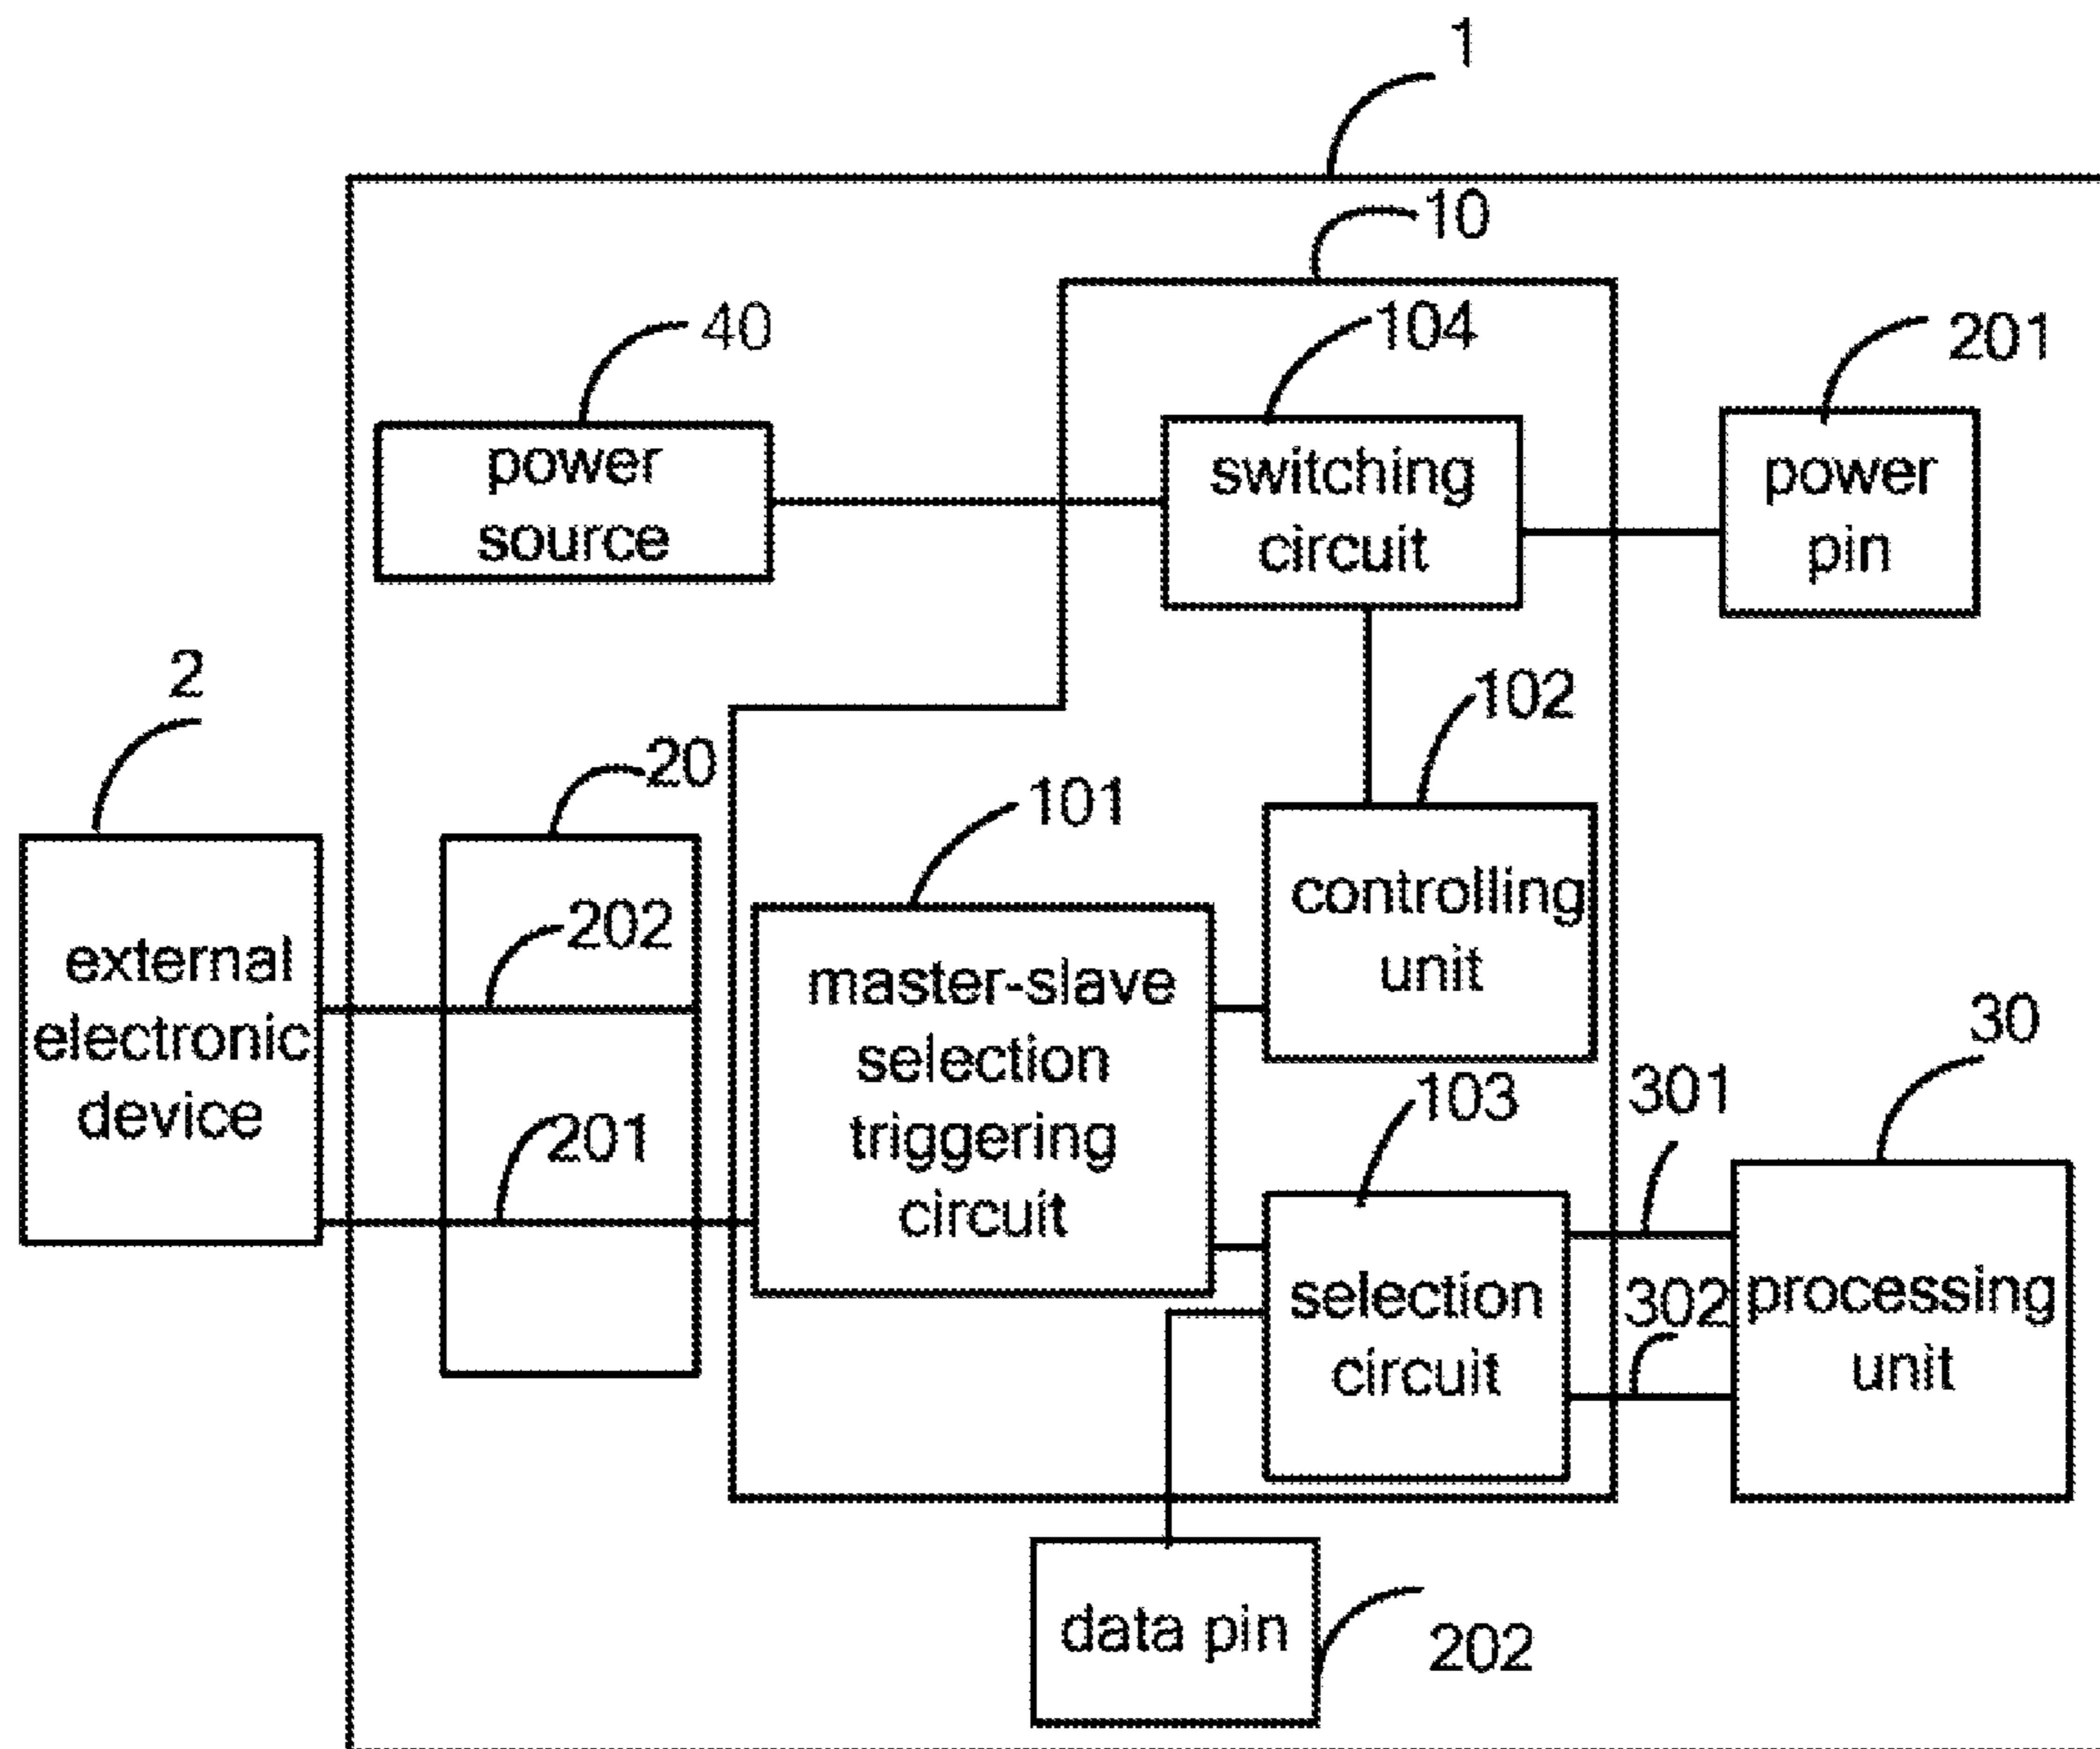 1
10
40
104
201
power
source
switching
circuit
power
pin
2
20
102
101
controlling
unit
202
external
electronic
device
master-slave
selection
triggering
circuit
30
103
301
201
selection
circuit
302
processing
unit
data pin
202